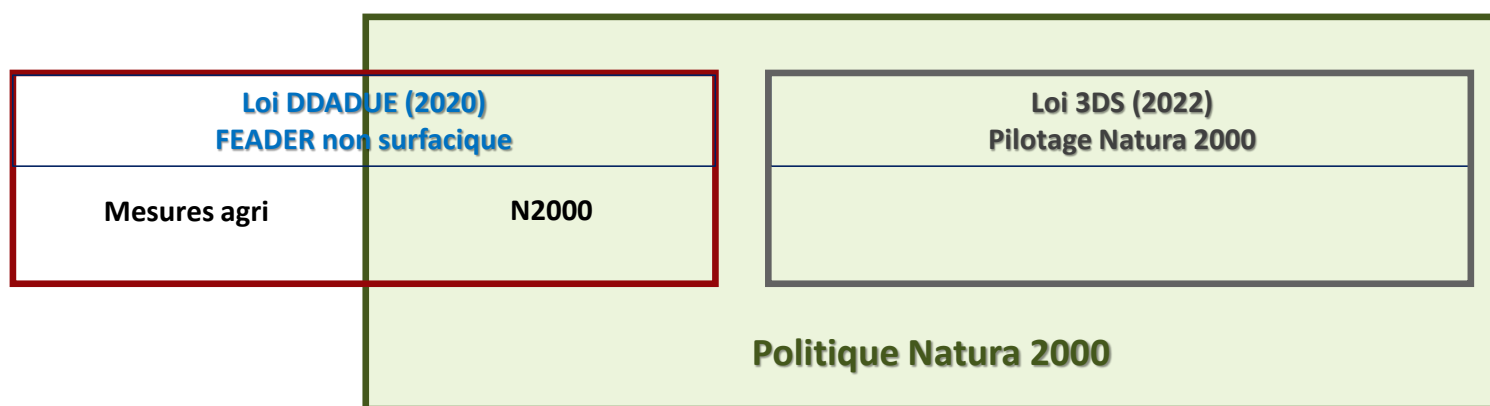 Loi DDADUE (2020)
FEADER non surfacique
Mesures agri
N2000
Loi 3DS (2022)
Pilotage Natura 2000
Politique Natura 2000